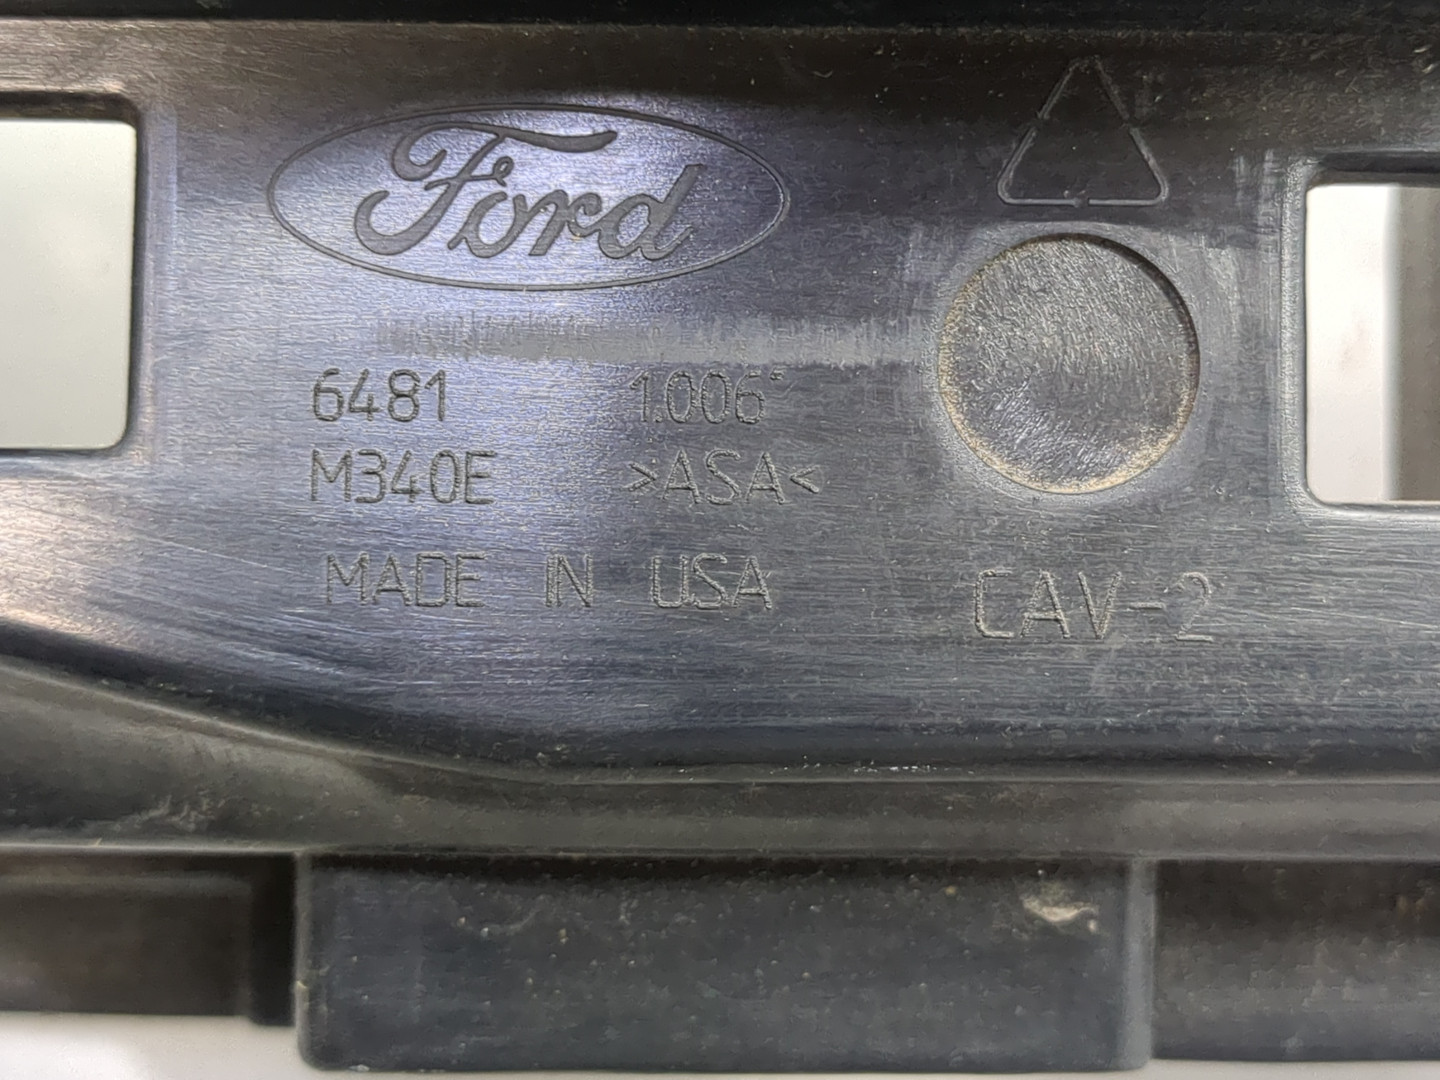 Ford
6481 1.006"
M340E >ASA<
MADE IN USA
CAV-2